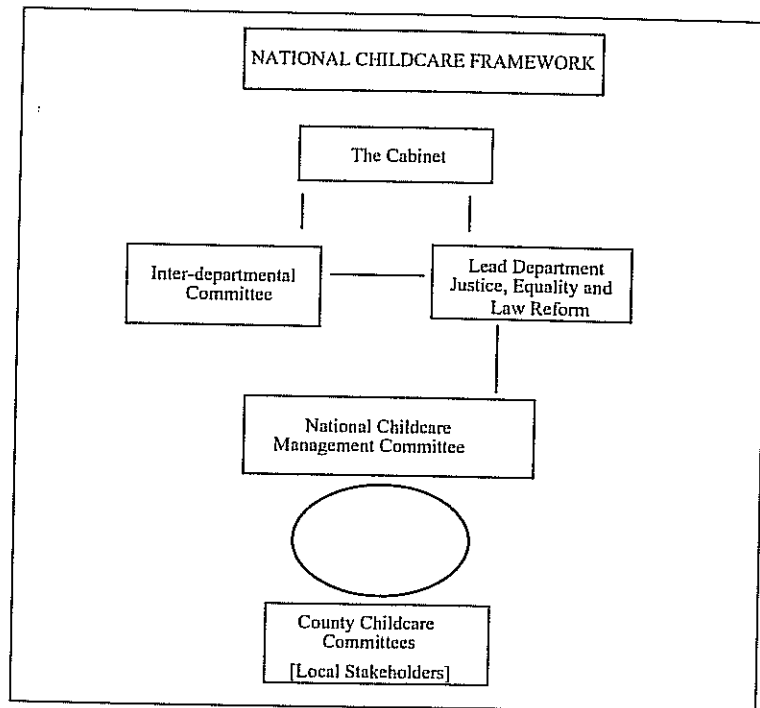 NATIONAL CHILDCARE FRAMEWORK
The Cabinet
Inter-departmental
Committee
Lead Department
Justice, Equality and
Law Reform
National Childcare
Management Committee
County Childcare
Committees
[Local Stakeholders]